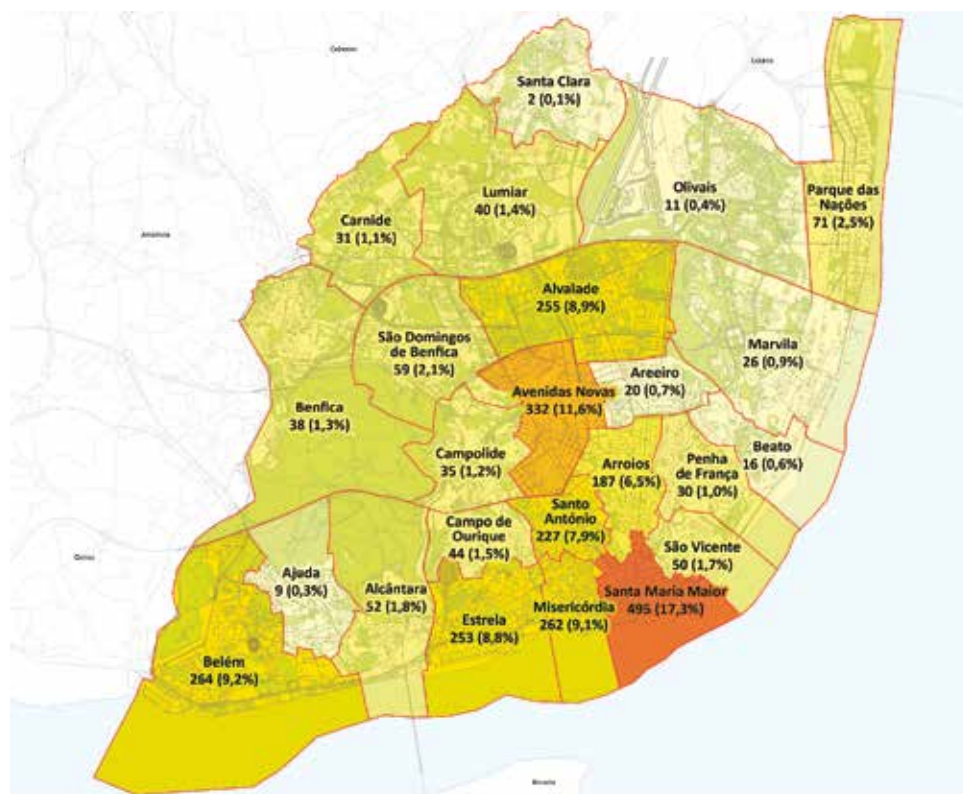 Santa Clara
2 (0,1%)
Lumiar
40 (1,4%)
Olivais
11 (0,4%)
Parque das
Nações
71 (2,5%)
Carnide
31 (1,1%)
Alvalade
255 (8,9%)
São Domingos
de Benfica
59 (2,1%)
Marvila
26 (0,9%)
Areeiro
20 (0,7%)
Avenidas Novas
332 (11,6%)
Benfica
38 (1,3%)
Campolide
35 (1,2%)
Arroios
187 (6,5%)
Penha
de França
30 (1,0%)
Beato
16 (0,6%)
Santo
António
227 (7,9%)
Campo de
Ourique
44 (1,5%)
São Vicente
50 (1,7%)
Ajuda
9 (0,3%)
Alcântara
52 (1,8%)
Santa Maria Maior
495 (17,3%)
Misericórdia
262 (9,1%)
Estrela
253 (8,8%)
Belém
264 (9,2%)